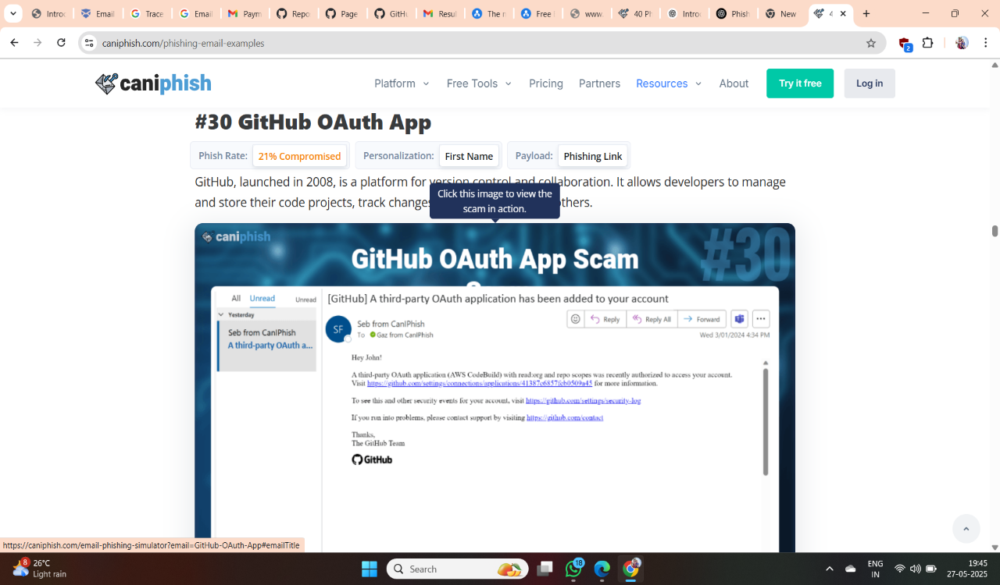 Introd
Email
Trace
Email
Paym
Repo
Page
GitHu
Resul
The m
Free
www.
40 Ph
Introd
Phish
New
4
caniphish.com/phishing-email-examples
2
caniphish
Platform
Free Tools
Pricing
Partners
Resources
About
Try it free
Log in
#30 GitHub OAuth App
Phish Rate: 21% Compromised
Personalization: First Name
Payload: Phishing Link
GitHub, launched in 2008, is a platform for version control and collaboration. It allows developers to manage
and store their code projects, track changes others.
Click this image to view the
scam in action.
caniphish
#30
GitHub OAuth App Scam
All Unread Unread
Yesterday
Seb from CanIPhish
A third-party OAuth a...
[GitHub] A third-party OAuth application has been added to your account
SF
Seb from CanIPhish
To Gaz from CanIPhish
Reply
Reply All
Forward
Wed 3/01/2024 4:34 PM
Hey John!
A third-party OAuth application (AWS CodeBuild) with read:org and repo scopes was recently authorized to access your account.
Visit https://github.com/settings/connections/applications/41387c6857fcb0509a45 for more information.
To see this and other security events for your account, visit https://github.com/settings/security-log
If you run into problems, please contact support by visiting https://github.com/contact
Thanks,
The GitHub Team
GitHub
https://caniphish.com/email-phishing-simulator?email=GitHub-OAuth-App#emailTitle
8
26°C
Light rain
Search
18
ENG
IN
19:45
27-05-2025